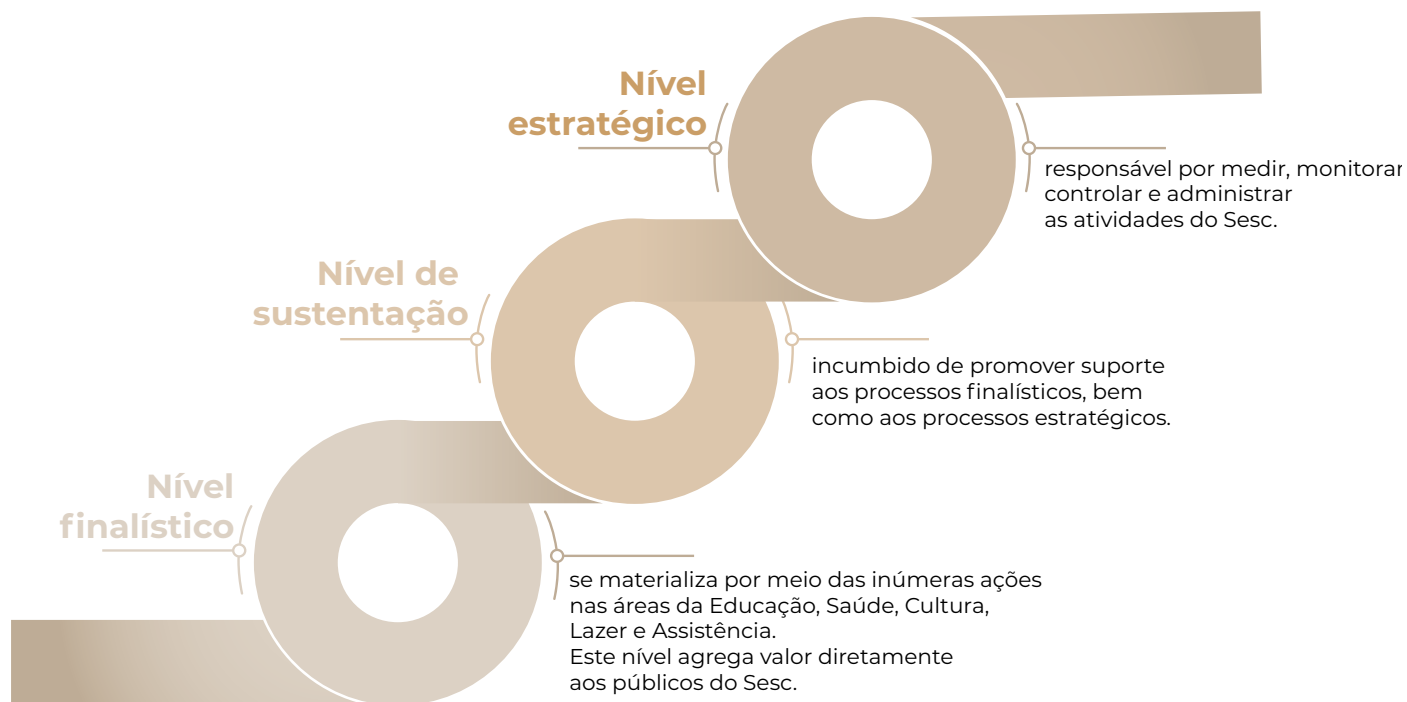 Nível
estratégico
responsável por medir, monitorar
controlar e administrar
as atividades do Sesc.
Nível de
sustentação
incumbido de promover suporte
aos processos finalísticos, bem
como aos processos estratégicos.
Nível
finalístico
se materializa por meio das inúmeras ações
nas áreas da Educação, Saúde, Cultura,
Lazer e Assistência.
Este nível agrega valor diretamente
aos públicos do Sesc.